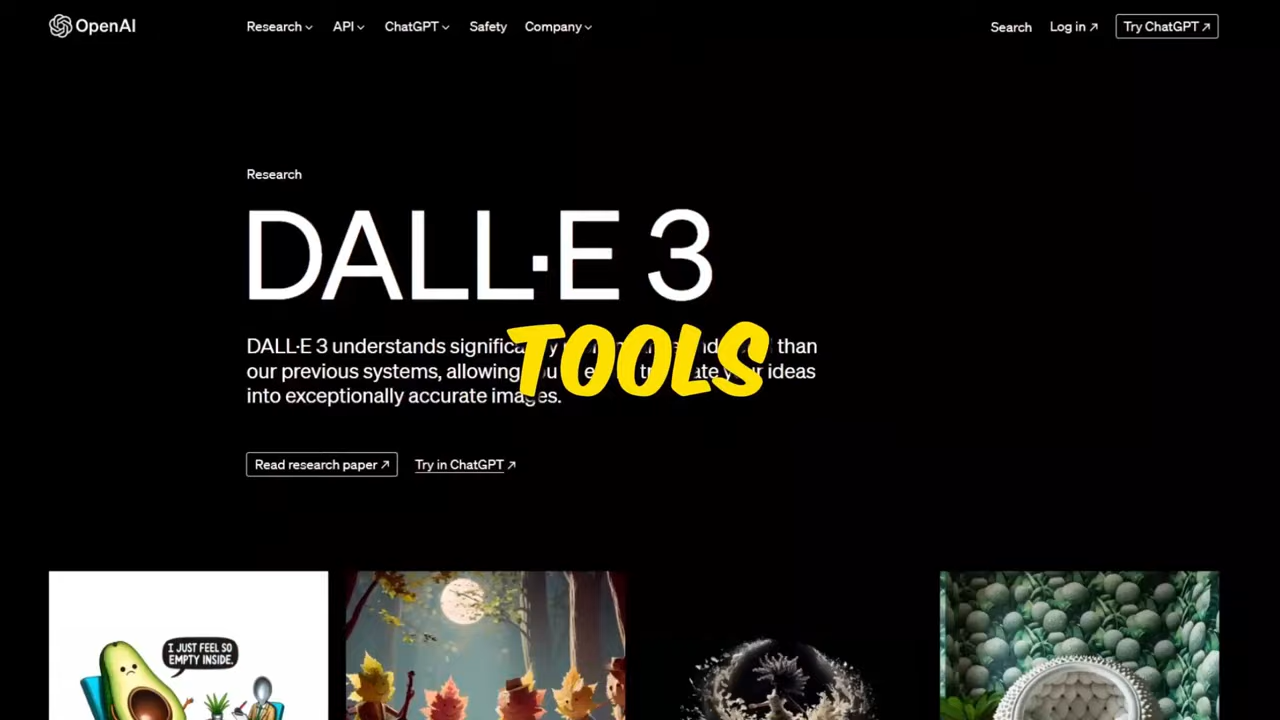 OpenAI
Research API ChatGPT Safety Company
Search Log in ↗ Try ChatGPT ↗
Research
DALL·E 3
TOOLS
DALL·E 3 understands than
our previous systems, allowing ideas
into exceptionally accurate images.
Read research paper ↗ Try in ChatGPT ↗
I JUST FEEL SO
EMPTY INSIDE.